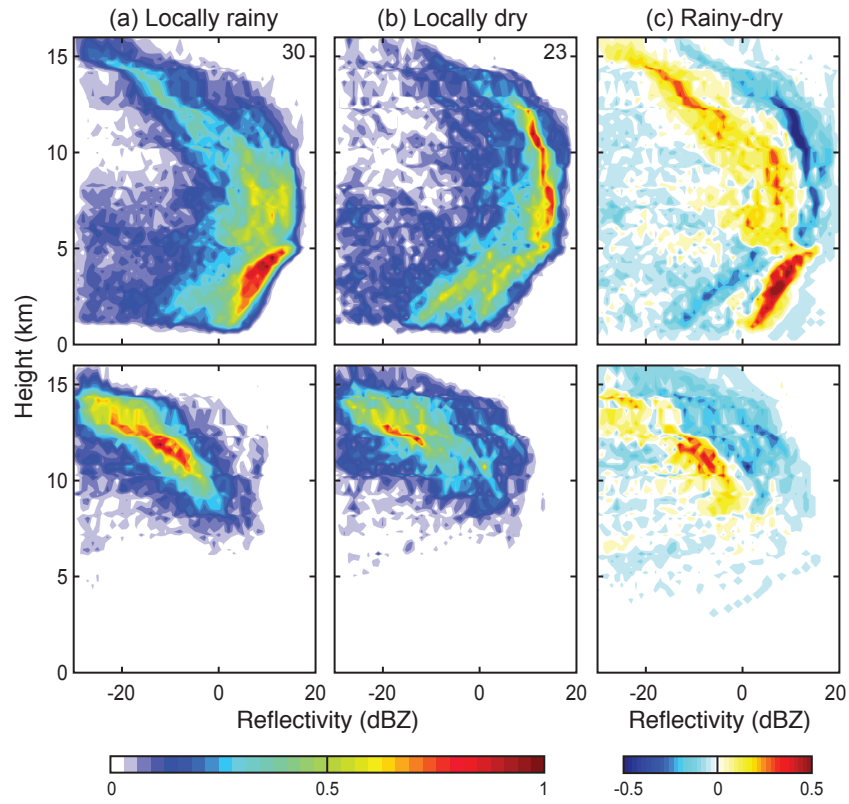 (a) Locally rainy (b) Locally dry (c) Rainy-dry
30 23
15
10
5
0
Height (km)
15
10
5
0
-20 0 20 -20 0 20 -20 0 20
Reflectivity (dBZ) Reflectivity (dBZ) Reflectivity (dBZ)
0 0.5 1 -0.5 0 0.5